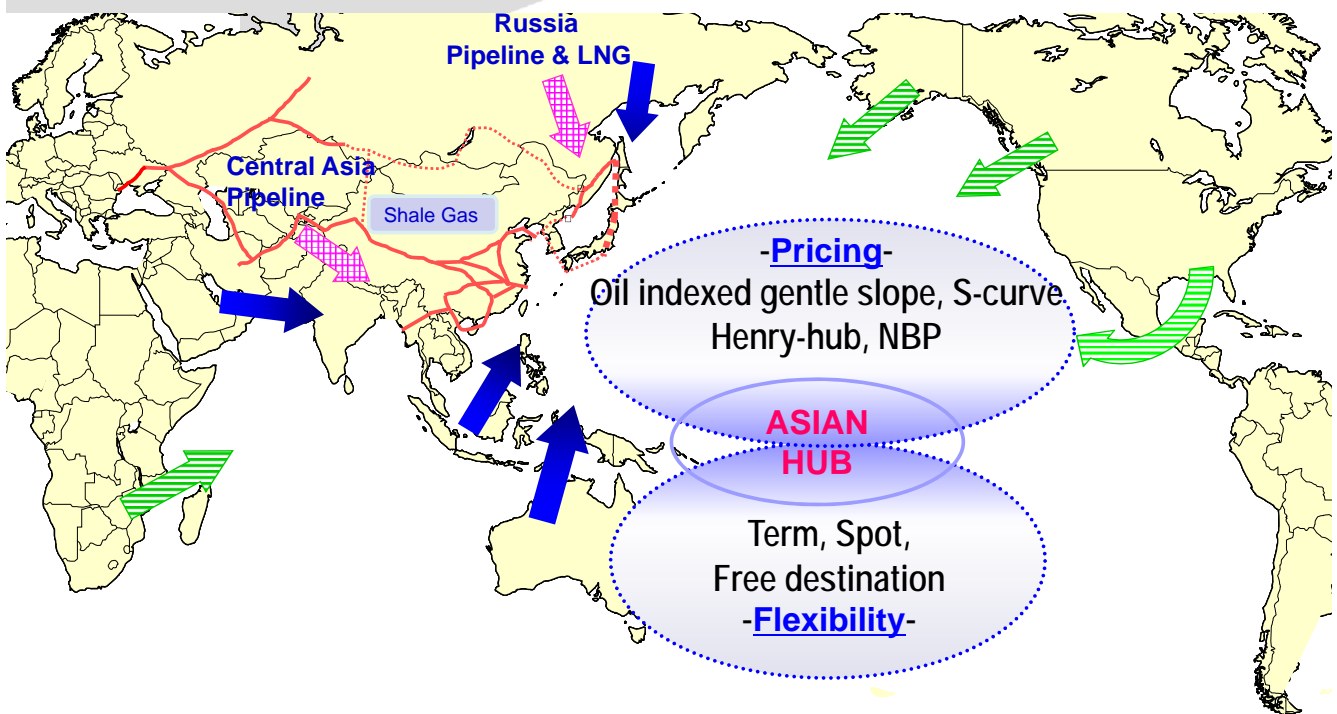 Russia
Pipeline & LNG
Central Asia
Pipeline
Shale Gas
-Pricing-
Oil indexed gentle slope, S-curve
Henry-hub, NBP
ASIAN
HUB
Term, Spot,
Free destination
-Flexibility-